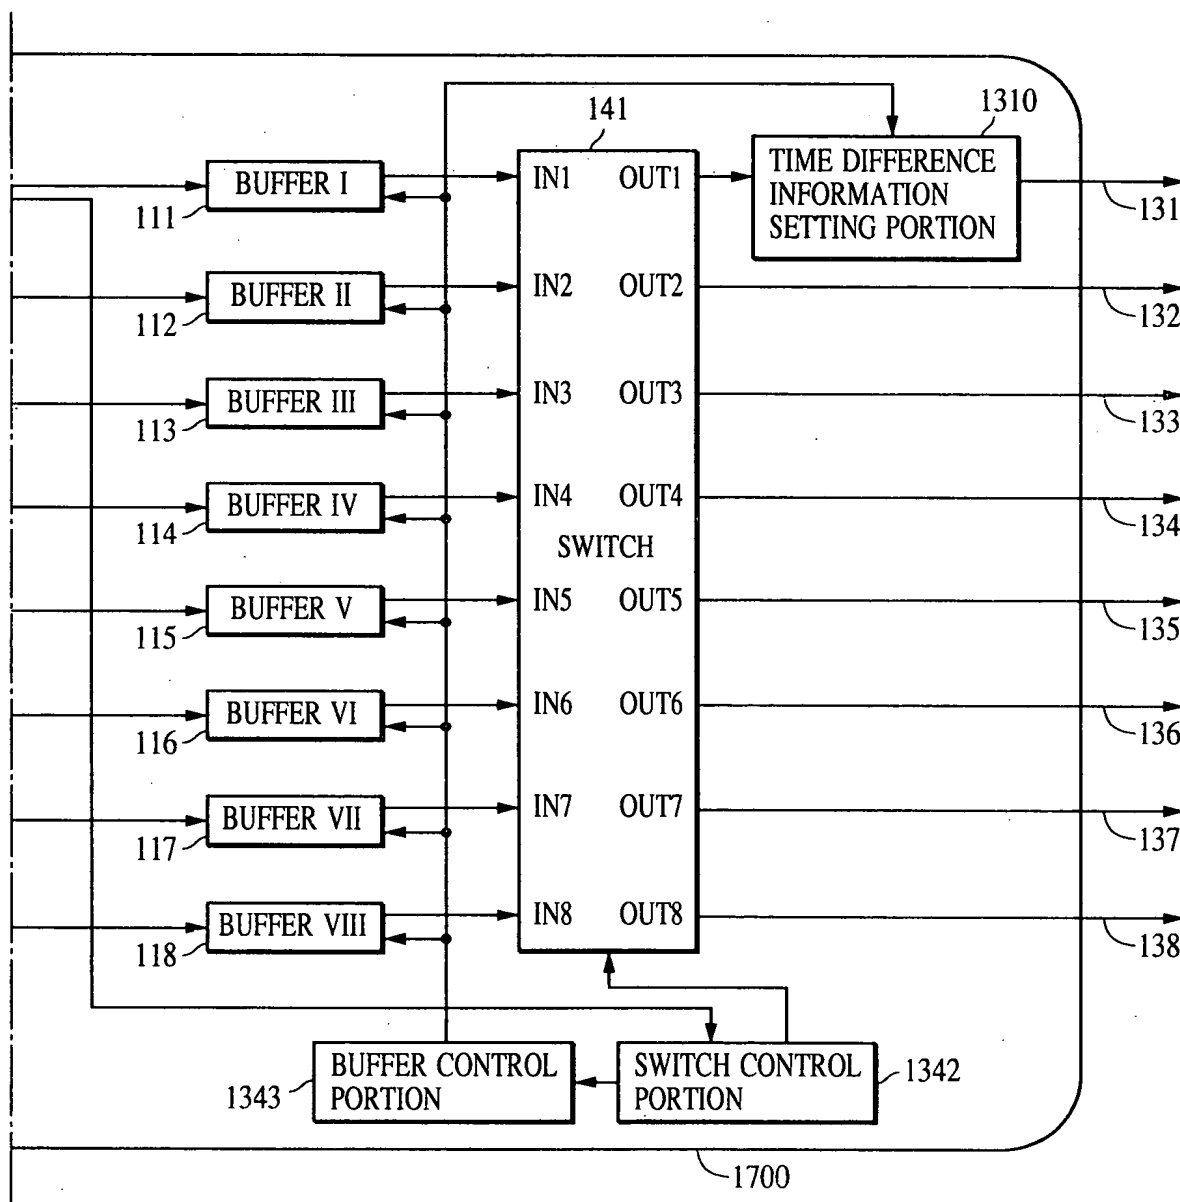 141
1310
BUFFER I
111
IN1
OUT1
TIME DIFFERENCE
INFORMATION
SETTING PORTION
131
BUFFER II
112
IN2
OUT2
132
BUFFER III
113
IN3
OUT3
133
BUFFER IV
114
IN4
OUT4
134
SWITCH
BUFFER V
115
IN5
OUT5
135
BUFFER VI
116
IN6
OUT6
136
BUFFER VII
117
IN7
OUT7
137
BUFFER VIII
118
IN8
OUT8
138
BUFFER CONTROL
PORTION
1343
SWITCH CONTROL
PORTION
1342
1700